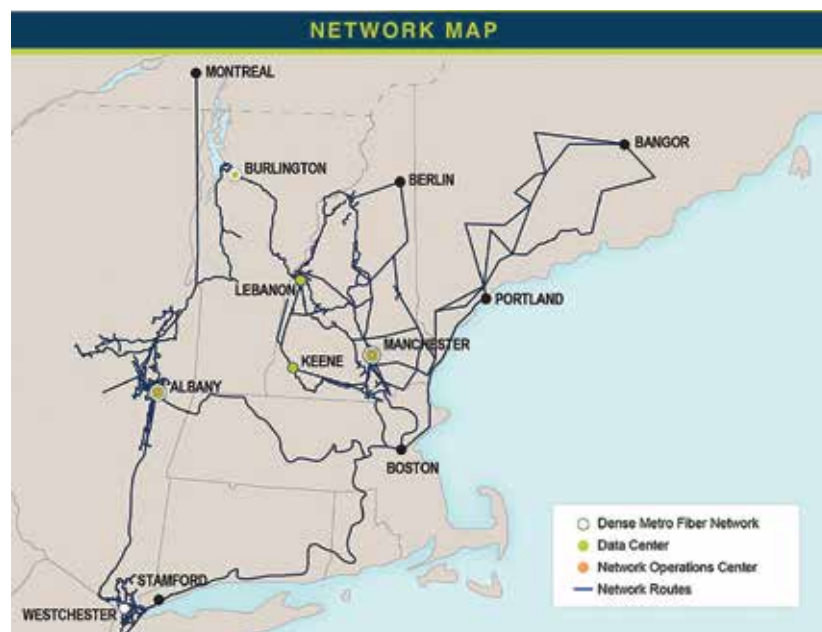 NETWORK MAP
MONTREAL
BURLINGTON
BERLIN
BANGOR
LEBANON
PORTLAND
MANCHESTER
KEENE
ALBANY
BOSTON
STAMFORD
WESTCHESTER
Dense Metro Fiber Network
Data Center
Network Operations Center
Network Routes